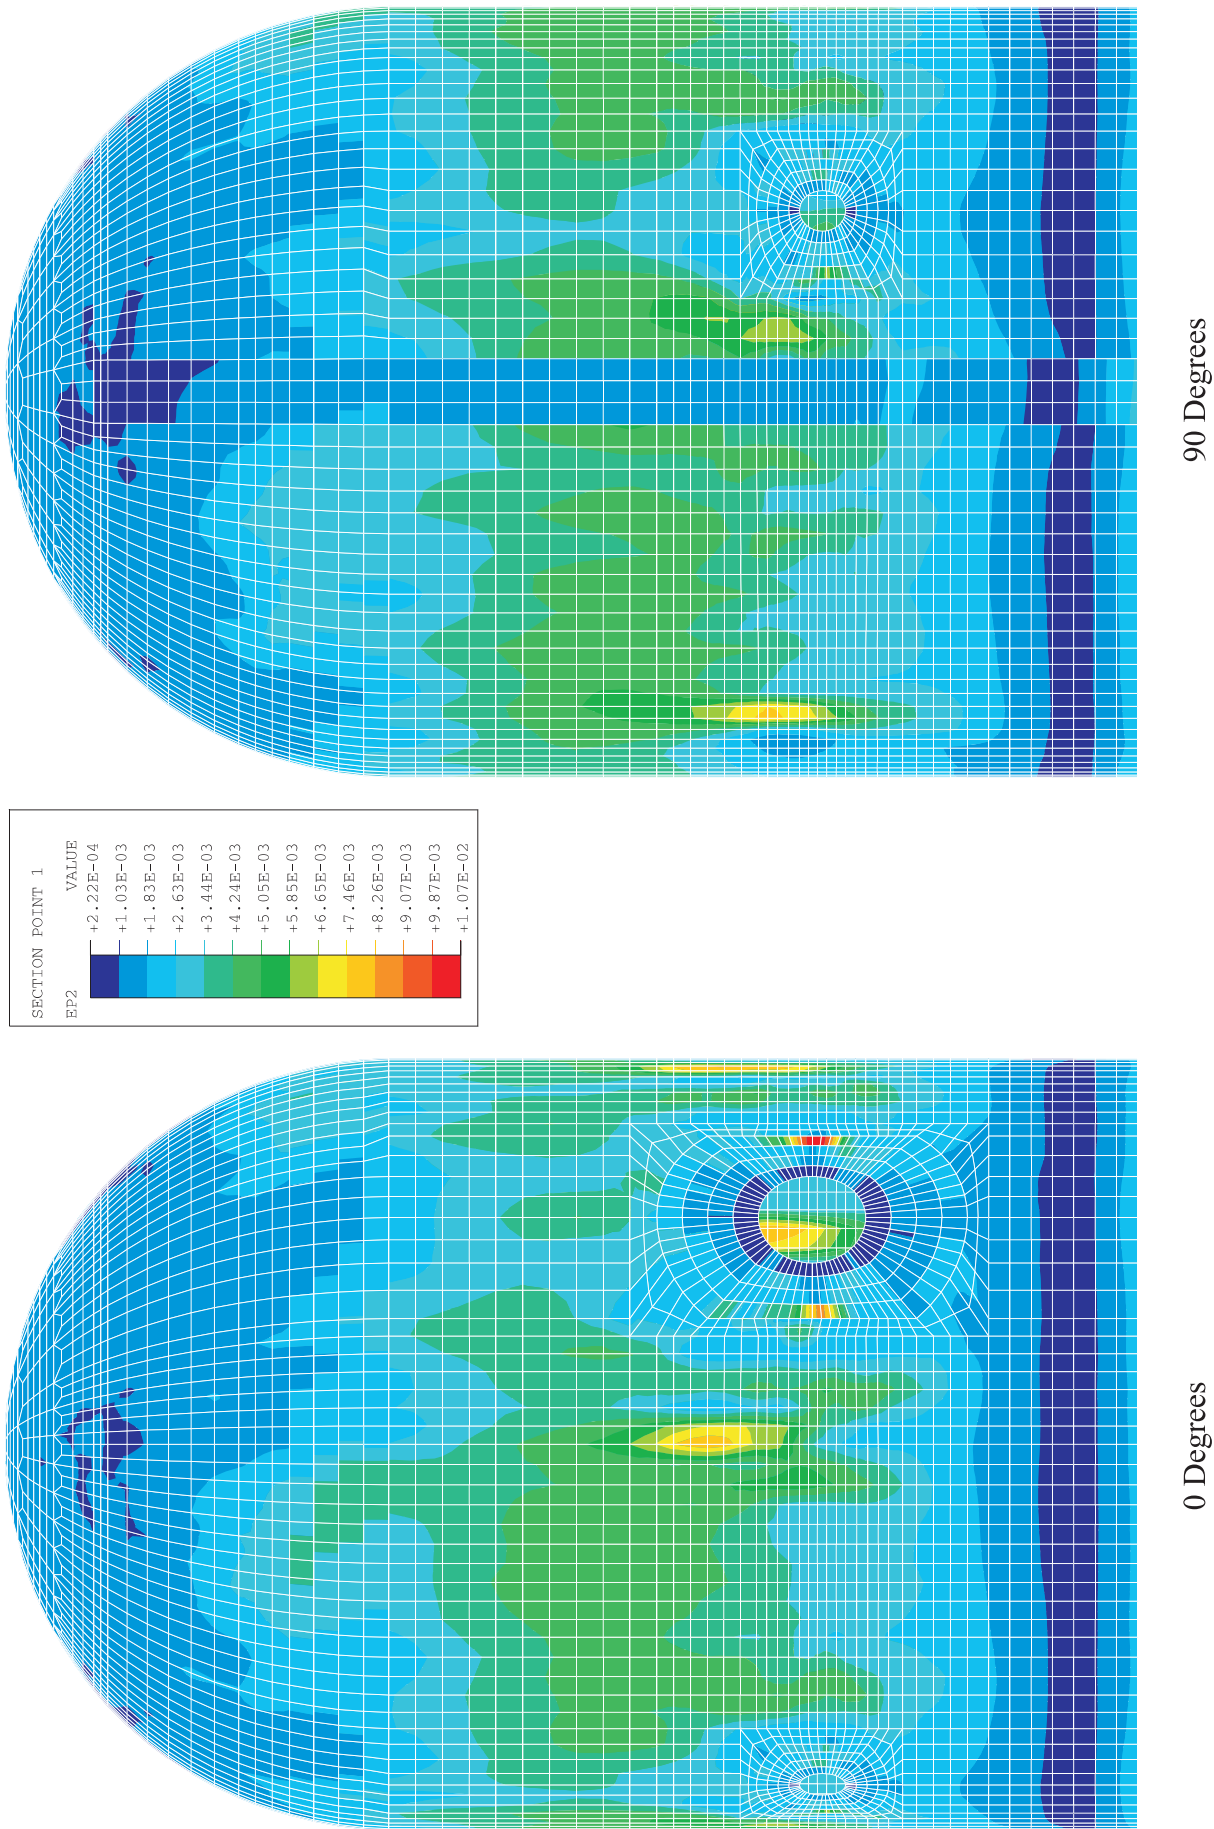 SECTION POINT 1
EP2 VALUE
+2.22E-04
+1.03E-03
+1.83E-03
+2.63E-03
+3.44E-03
+4.24E-03
+5.05E-03
+5.85E-03
+6.65E-03
+7.46E-03
+8.26E-03
+9.07E-03
+9.87E-03
+1.07E-02
0 Degrees
90 Degrees